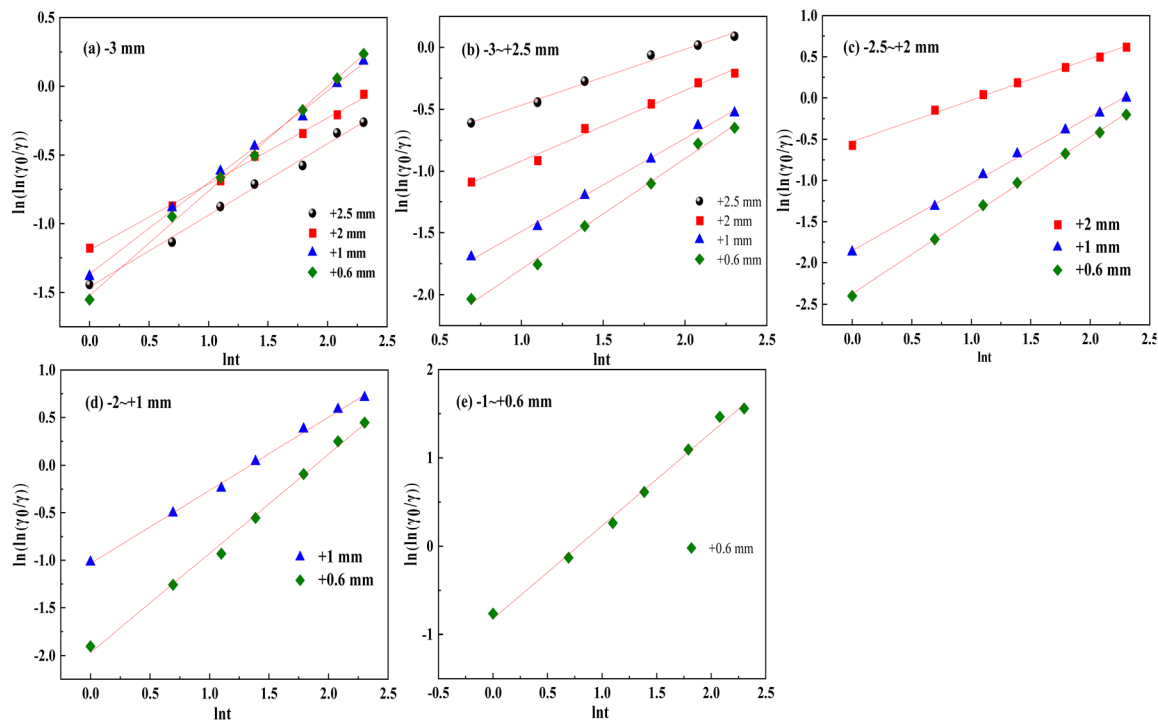 (a) -3 mm
ln(ln(γ0/γ))
0.5
0.0
-0.5
-1.0
-1.5
+2.5 mm
+2 mm
+1 mm
+0.6 mm
0.0 0.5 1.0 1.5 2.0 2.5
lnt
(b) -3~+2.5 mm
ln(ln(γ0/γ))
0.0
-0.5
-1.0
-1.5
-2.0
+2.5 mm
+2 mm
+1 mm
+0.6 mm
0.5 1.0 1.5 2.0 2.5
lnt
(c) -2.5~+2 mm
ln(ln(γ0/γ))
1.0
0.5
0.0
-0.5
-1.0
-1.5
-2.0
-2.5
+2 mm
+1 mm
+0.6 mm
0.0 0.5 1.0 1.5 2.0 2.5
lnt
(d) -2~+1 mm
ln(ln(γ0/γ))
1.0
0.5
0.0
-0.5
-1.0
-1.5
-2.0
+1 mm
+0.6 mm
0.0 0.5 1.0 1.5 2.0 2.5
lnt
(e) -1~+0.6 mm
ln(ln(γ0/γ))
2
1
0
-1
+0.6 mm
-0.5 0.0 0.5 1.0 1.5 2.0 2.5
lnt